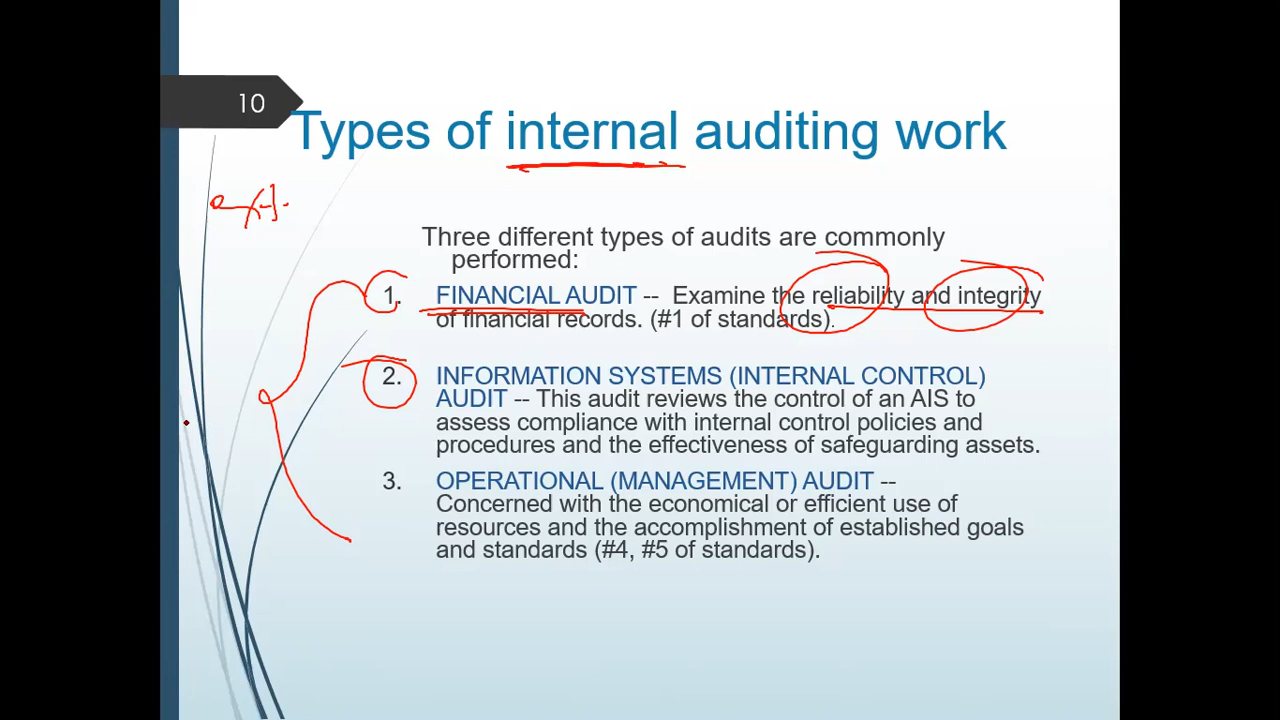 10
Types of internal auditing work
Three different types of audits are commonly
performed:
1. FINANCIAL AUDIT -- Examine the reliability and integrity
of financial records. (#1 of standards).
2. INFORMATION SYSTEMS (INTERNAL CONTROL)
AUDIT -- This audit reviews the control of an AIS to
assess compliance with internal control policies and
procedures and the effectiveness of safeguarding assets.
3. OPERATIONAL (MANAGEMENT) AUDIT --
Concerned with the economical or efficient use of
resources and the accomplishment of established goals
and standards (#4, #5 of standards).